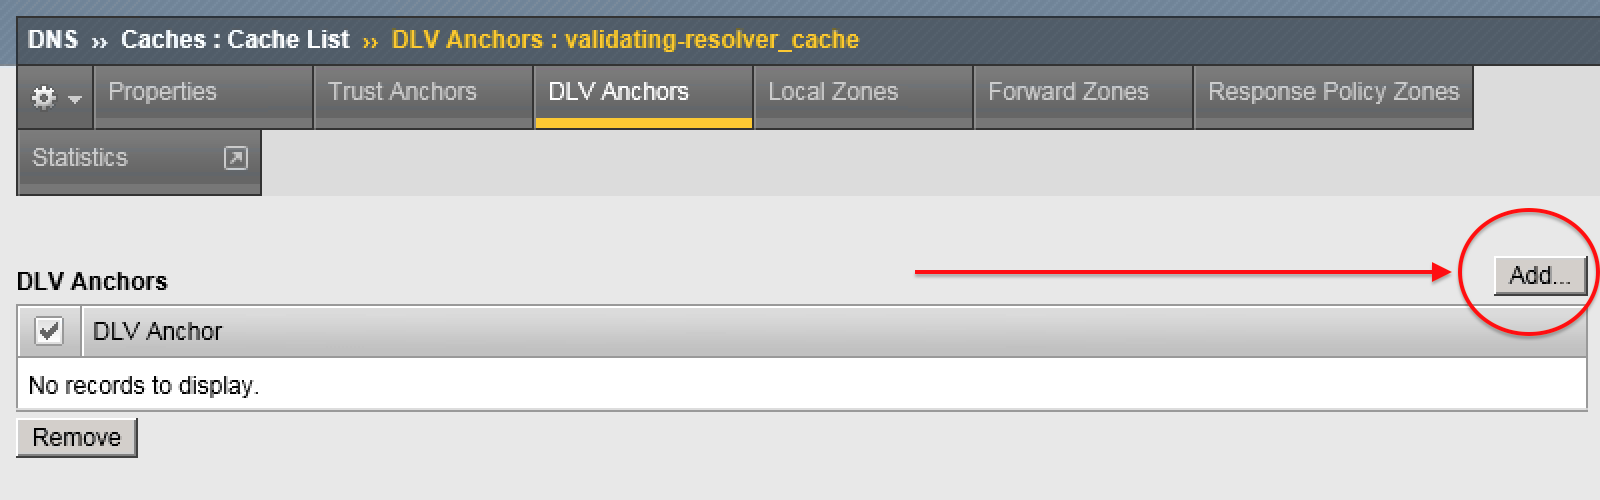 DNS ›› Caches : Cache List ›› DLV Anchors : validating-resolver_cache
Properties Trust Anchors DLV Anchors Local Zones Forward Zones Response Policy Zones
Statistics
DLV Anchors Add...
DLV Anchor
No records to display.
Remove